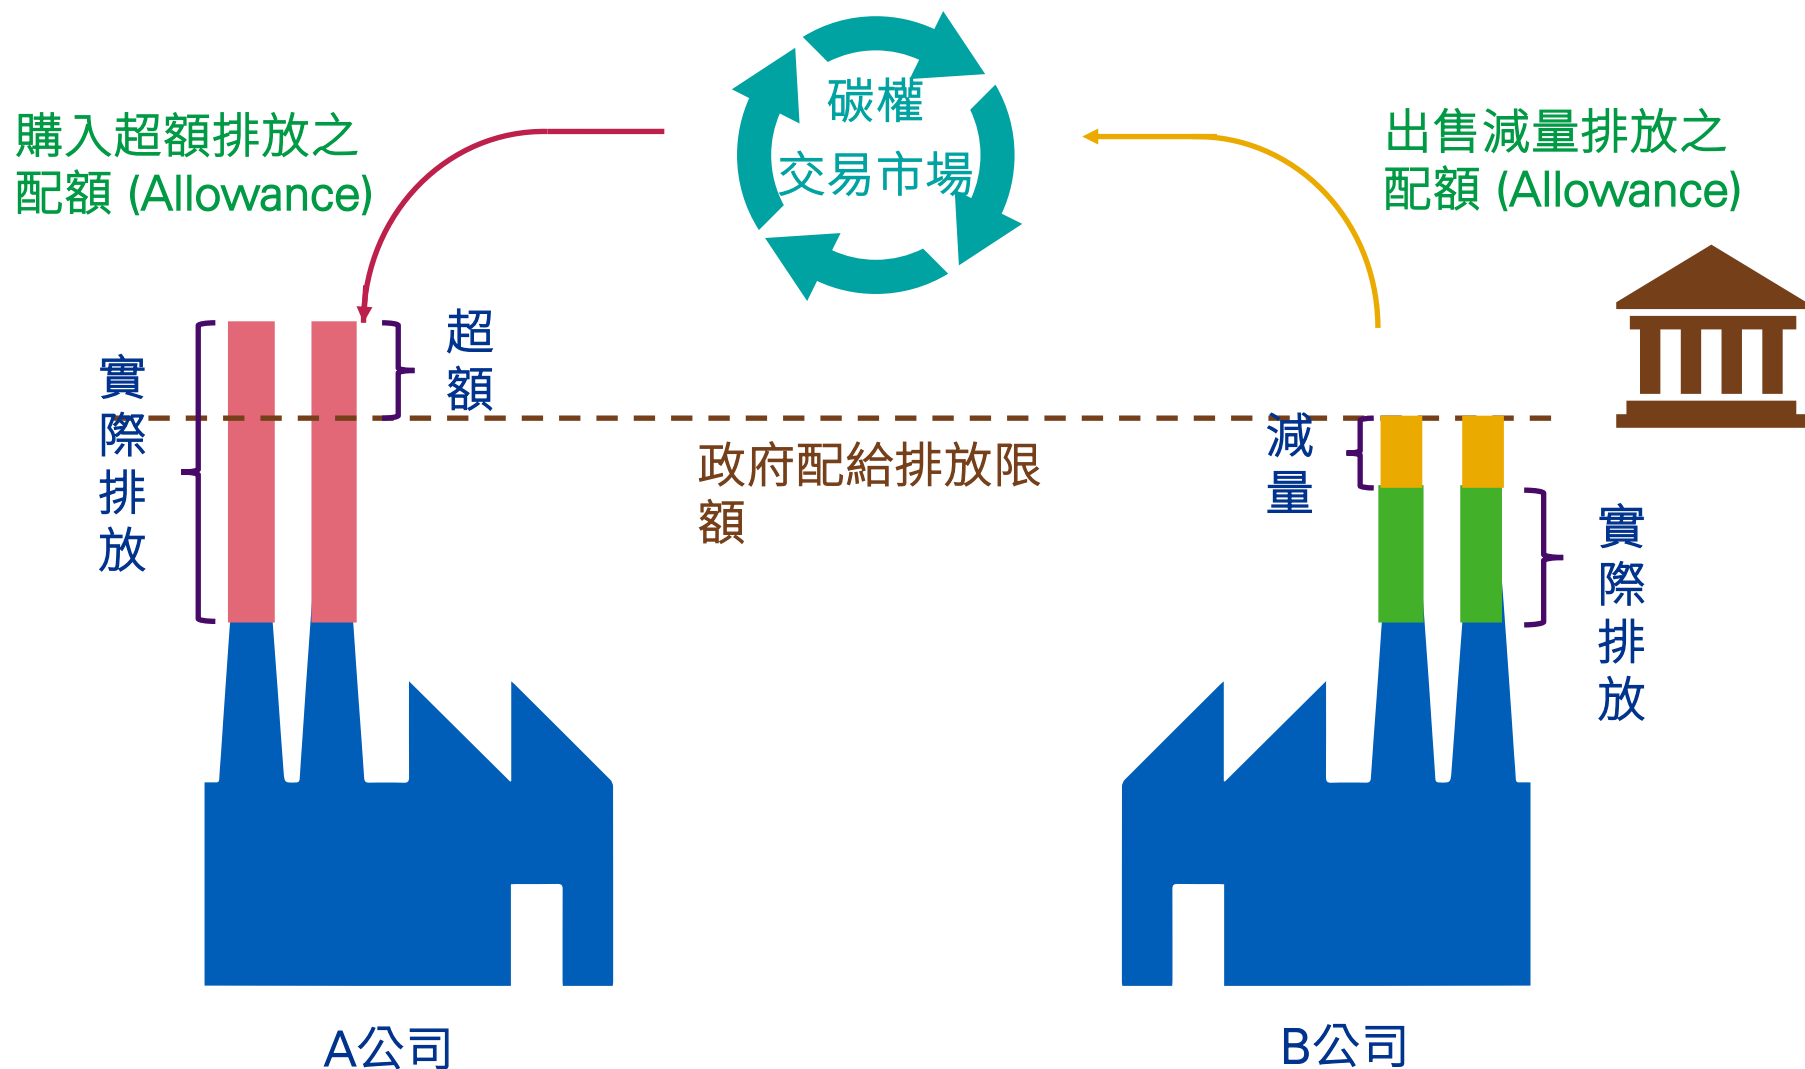 碳權
交易市場
購入超額排放之
配額 (Allowance)
出售減量排放之
配額 (Allowance)
實
際
排
放
超
額
政府配給排放限
額
減
量
實
際
排
放
A公司
B公司